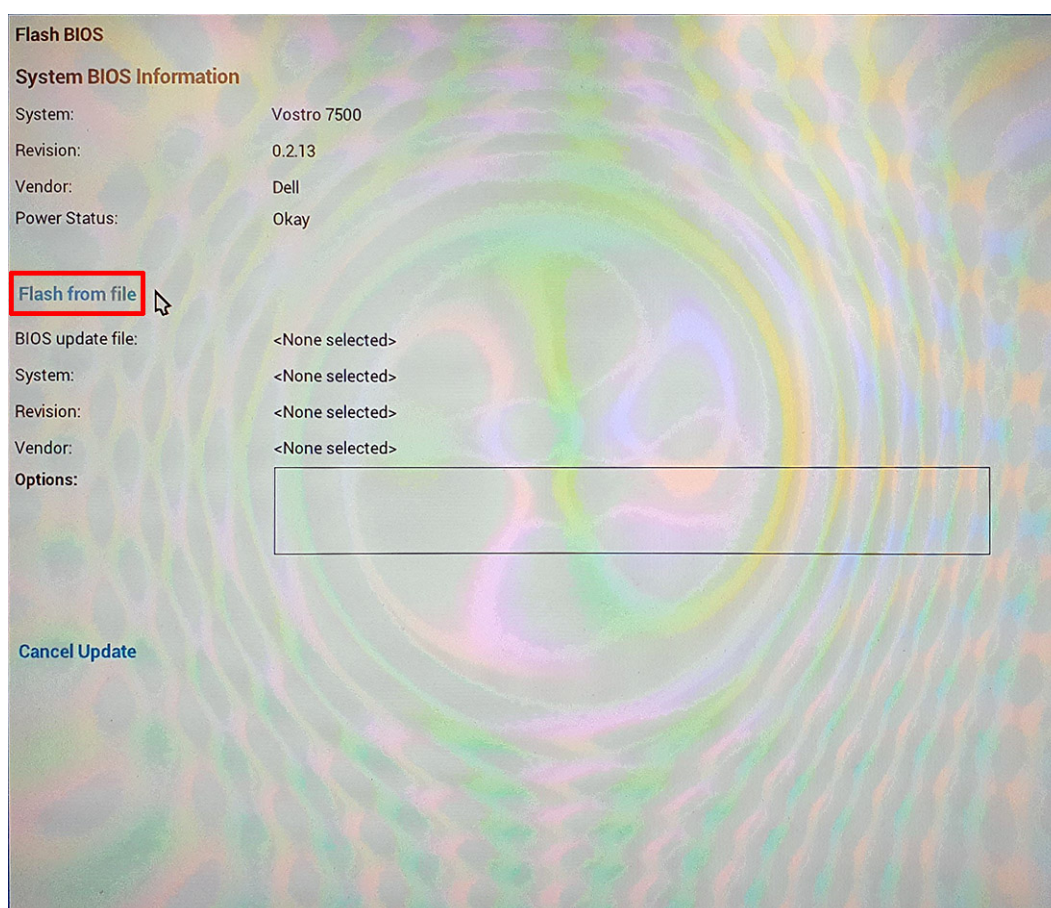 Flash BIOS
System BIOS Information
System: Vostro 7500
Revision: 0.2.13
Vendor: Dell
Power Status: Okay
Flash from file
BIOS update file: <None selected>
System: <None selected>
Revision: <None selected>
Vendor: <None selected>
Options:
Cancel Update